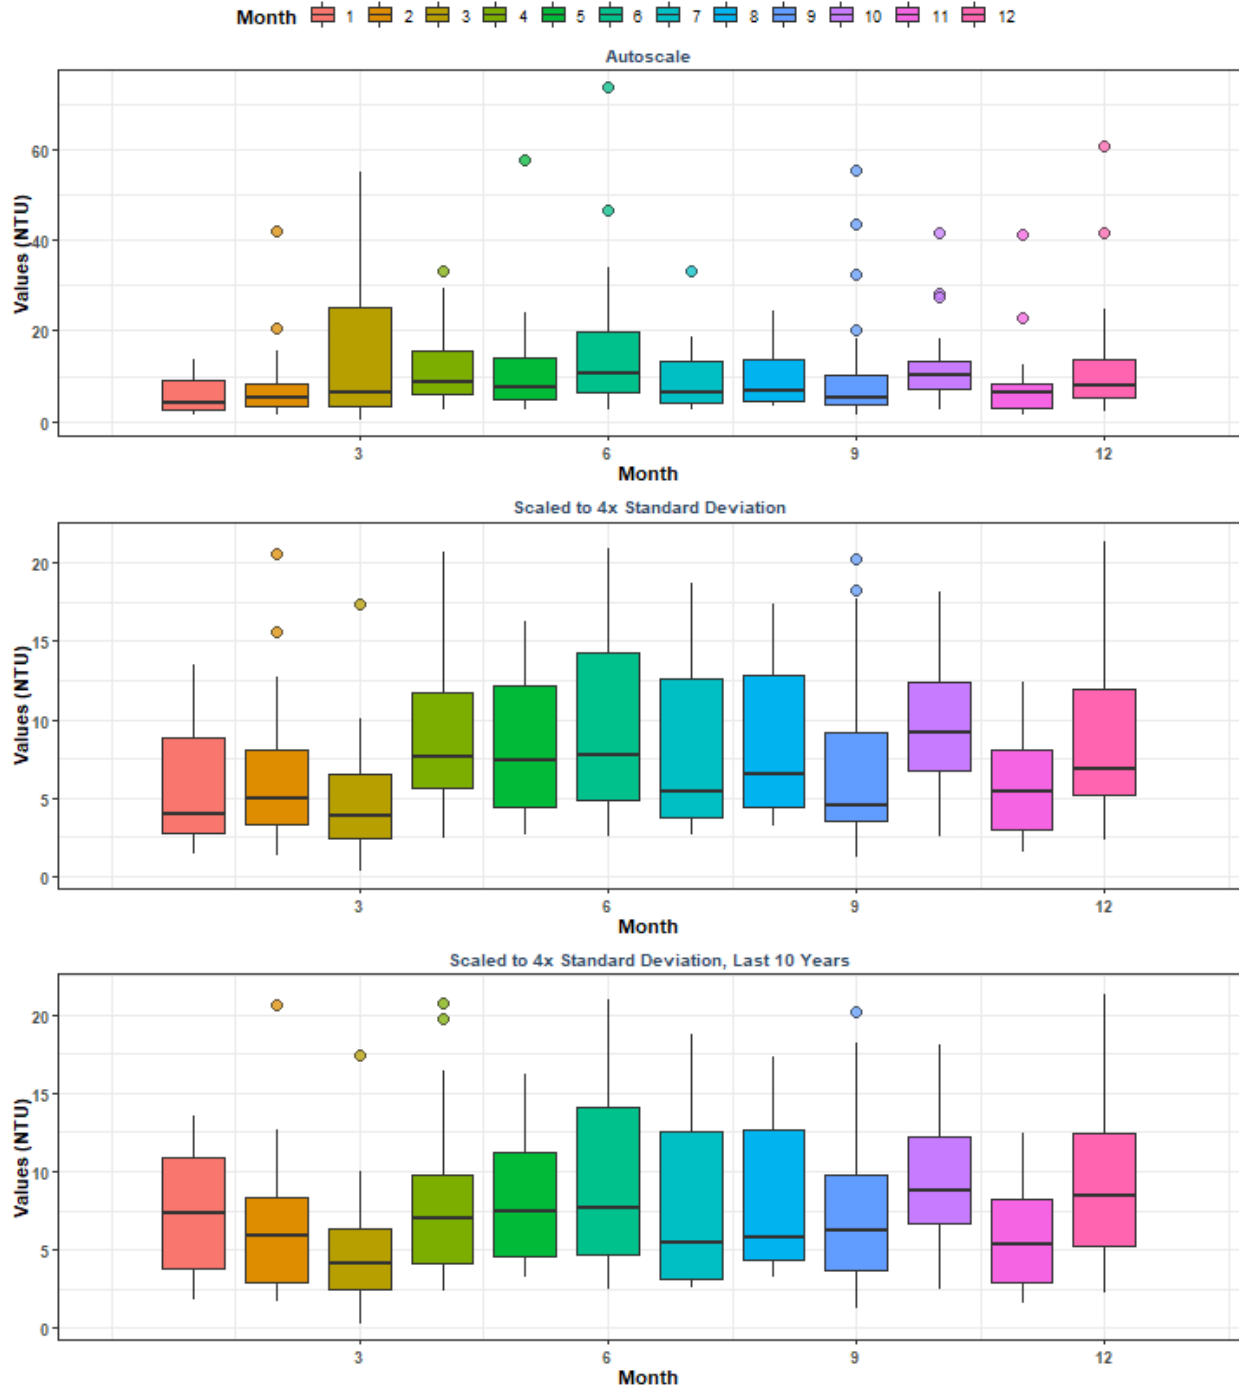 Month 1 2 3 4 5 6 7 8 9 10 11 12
Autoscale
Values (NTU)
60
40
20
0
3 6 9 12
Month
Scaled to 4x Standard Deviation
Values (NTU)
20
15
10
5
0
3 6 9 12
Month
Scaled to 4x Standard Deviation, Last 10 Years
Values (NTU)
20
15
10
5
0
3 6 9 12
Month